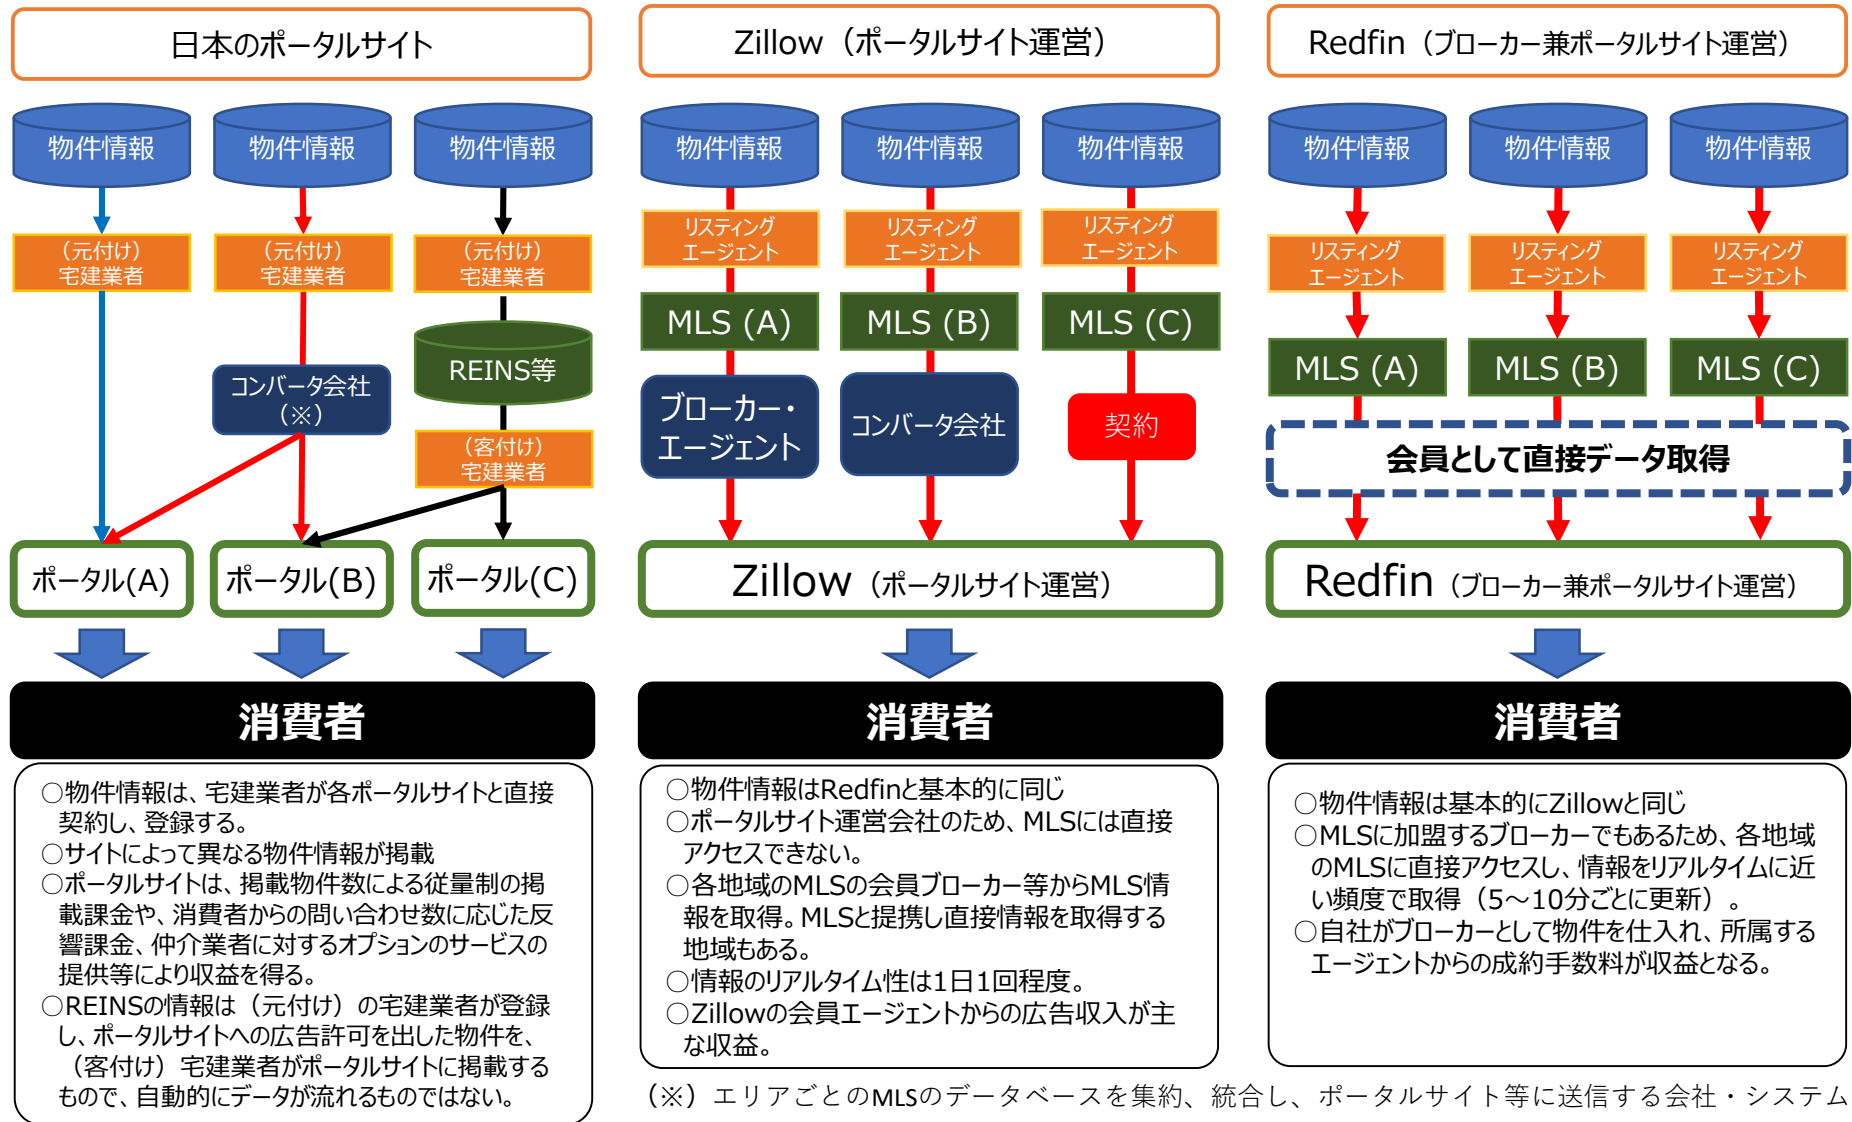 日本のポータルサイト
物件情報
物件情報
物件情報
（元付け）
宅建業者
（元付け）
宅建業者
（元付け）
宅建業者
コンバータ会社
（※）
REINS等
（客付け）
宅建業者
ポータル(A)
ポータル(B)
ポータル(C)
消費者
○物件情報は、宅建業者が各ポータルサイトと直接
契約し、登録する。
○サイトによって異なる物件情報が掲載
○ポータルサイトは、掲載物件数による従量制の掲
載課金や、消費者からの問い合わせ数に応じた反
響課金、仲介業者に対するオプションのサービスの
提供等により収益を得る。
○REINSの情報は（元付け）の宅建業者が登録
し、ポータルサイトへの広告許可を出した物件を、
（客付け）宅建業者がポータルサイトに掲載する
もので、自動的にデータが流れるものではない。
Zillow（ポータルサイト運営）
物件情報
物件情報
物件情報
リスティング
エージェント
リスティング
エージェント
リスティング
エージェント
MLS (A)
MLS (B)
MLS (C)
ブローカー・
エージェント
コンバータ会社
契約
Zillow（ポータルサイト運営）
消費者
○物件情報はRedfinと基本的に同じ
○ポータルサイト運営会社のため、MLSには直接
アクセスできない。
○各地域のMLSの会員ブローカー等からMLS情
報を取得。MLSと提携し直接情報を取得する
地域もある。
○情報のリアルタイム性は1日1回程度。
○Zillowの会員エージェントからの広告収入が主
な収益。
Redfin（ブローカー兼ポータルサイト運営）
物件情報
物件情報
物件情報
リスティング
エージェント
リスティング
エージェント
リスティング
エージェント
MLS (A)
MLS (B)
MLS (C)
会員として直接データ取得
Redfin（ブローカー兼ポータルサイト運営）
消費者
○物件情報は基本的にZillowと同じ
○MLSに加盟するブローカーでもあるため、各地域
のMLSに直接アクセスし、情報をリアルタイムに近
い頻度で取得（5～10分ごとに更新）。
○自社がブローカーとして物件を仕入れ、所属する
エージェントからの成約手数料が収益となる。
（※）エリアごとのMLSのデータベースを集約、統合し、ポータルサイト等に送信する会社・システム